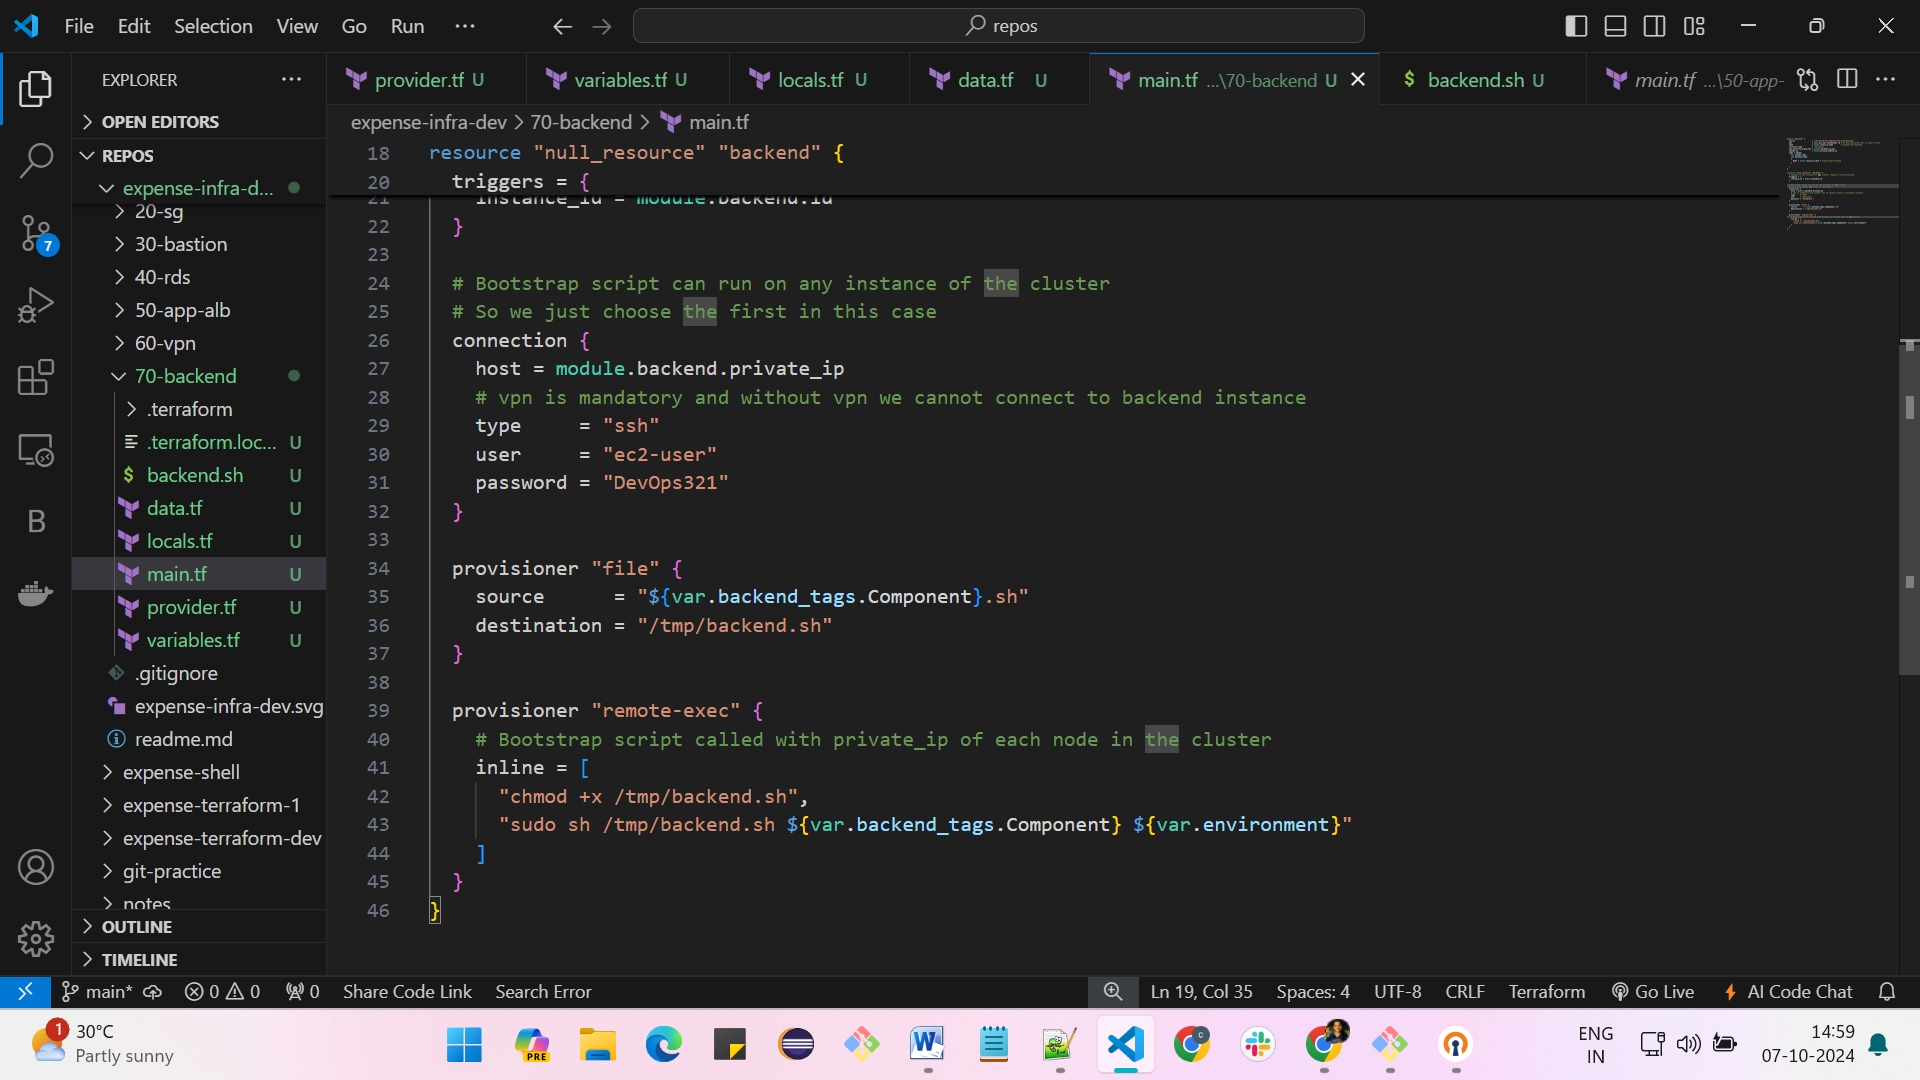 File Edit Selection View Go Run ···
repos
EXPLORER ···
OPEN EDITORS
REPOS
expense-infra-d...
20-sg
30-bastion
40-rds
50-app-alb
60-vpn
70-backend
.terraform
.terraform.loc... U
backend.sh U
data.tf U
locals.tf U
main.tf U
provider.tf U
variables.tf U
.gitignore
expense-infra-dev.svg
readme.md
expense-shell
expense-terraform-1
expense-terraform-dev
git-practice
notes
OUTLINE
TIMELINE
7
B
provider.tf U variables.tf U locals.tf U data.tf U main.tf ...\70-backend U backend.sh U main.tf ...\50-app-
expense-infra-dev > 70-backend > main.tf
18 resource "null_resource" "backend" {
20 triggers = {
21 instance_id = module.backend.id
22 }
23
24 # Bootstrap script can run on any instance of the cluster
25 # So we just choose the first in this case
26 connection {
27 host = module.backend.private_ip
28 # vpn is mandatory and without vpn we cannot connect to backend instance
29 type     = "ssh"
30 user     = "ec2-user"
31 password = "DevOps321"
32 }
33
34 provisioner "file" {
35 source      = "${var.backend_tags.Component}.sh"
36 destination = "/tmp/backend.sh"
37 }
38
39 provisioner "remote-exec" {
40 # Bootstrap script called with private_ip of each node in the cluster
41 inline = [
42 "chmod +x /tmp/backend.sh",
43 "sudo sh /tmp/backend.sh ${var.backend_tags.Component} ${var.environment}"
44 ]
45 }
46 }
main* 0 0 0 Share Code Link Search Error Ln 19, Col 35 Spaces: 4 UTF-8 CRLF Terraform Go Live AI Code Chat
1
30°C
Partly sunny
PRE
ENG
IN
14:59
07-10-2024